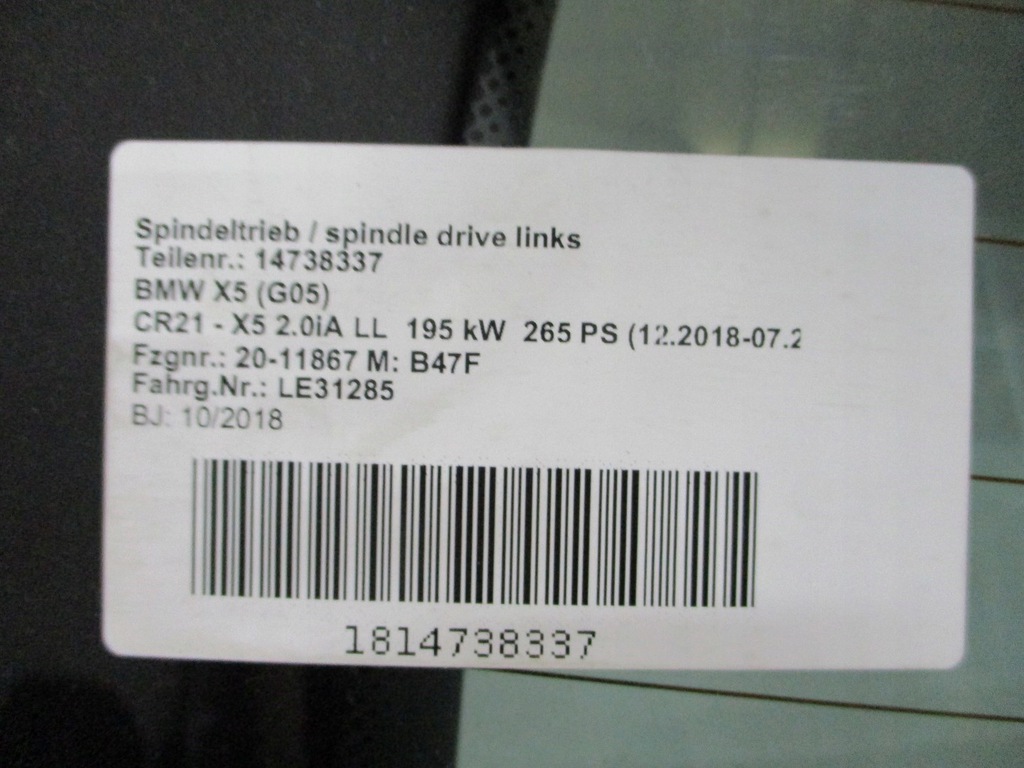 Spindeltrieb / spindle drive links
Teilenr.: 14738337
BMW X5 (G05)
CR21 - X5 2.0iA LL 195 kW 265 PS (12.2018-07.2
Fzgnr.: 20-11867 M: B47F
Fahrg.Nr.: LE31285
BJ: 10/2018
1814738337